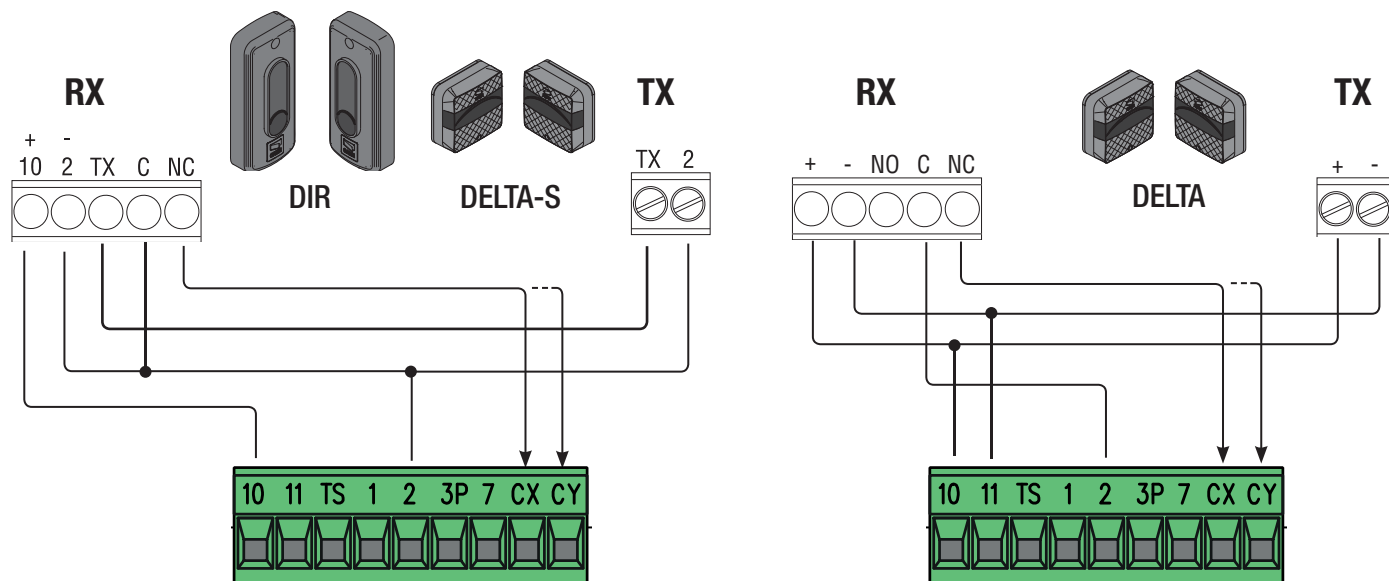 RX
TX
+ -
10 2 TX C NC
TX 2
DIR
DELTA-S
10 11 TS 1 2 3P 7 CX CY
RX
TX
+ - NO C NC
+ -
DELTA
10 11 TS 1 2 3P 7 CX CY